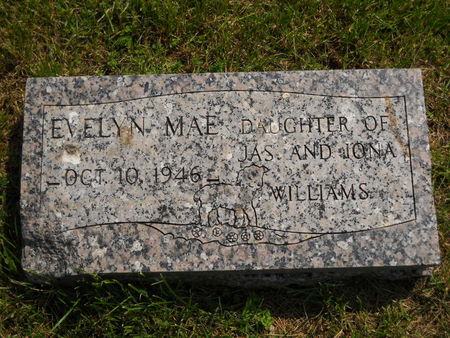 EVELYN MAE
– OCT. 10, 1946 –
DAUGHTER OF
JAS. AND IONA
WILLIAMS